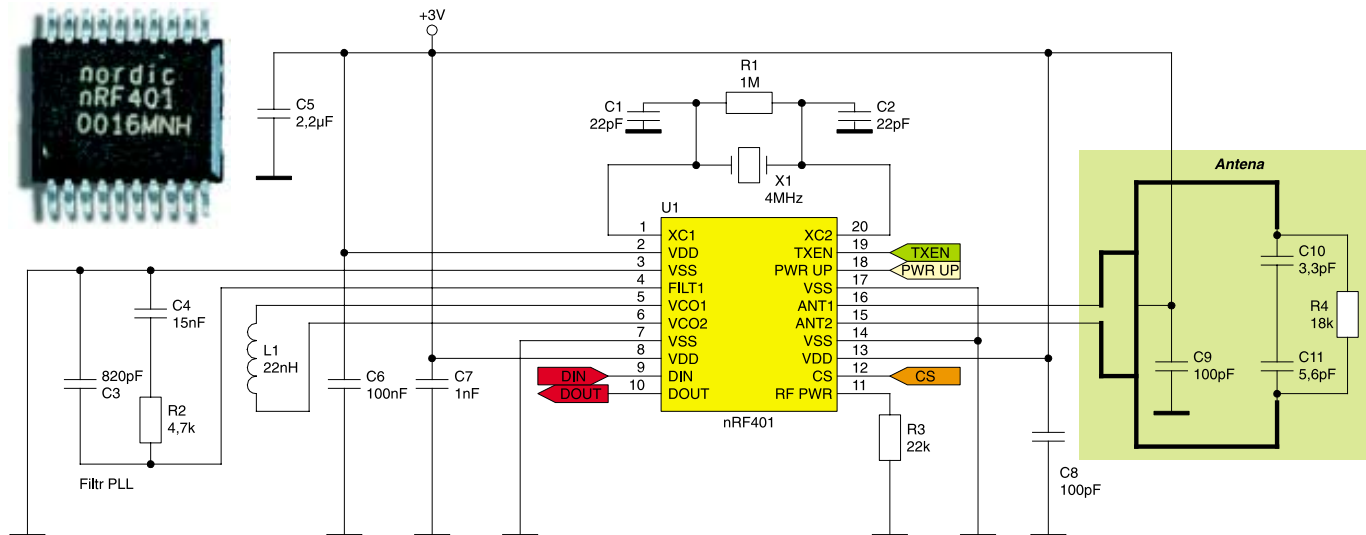 nordic
nRF401
0016MNH
+3V
C5
2,2µF
R1
1M
C1
22pF
C2
22pF
X1
4MHz
Antena
U1
1 XC1
2 VDD
3 VSS
4 FILT1
5 VCO1
6 VCO2
7 VSS
8 VDD
9 DIN
10 DOUT
XC2 20
TXEN 19
PWR UP 18
VSS 17
ANT1 16
ANT2 15
VSS 14
VDD 13
CS 12
RF PWR 11
nRF401
TXEN
PWR UP
DIN
DOUT
CS
C4
15nF
L1
22nH
820pF
C3
R2
4,7k
Filtr PLL
C6
100nF
C7
1nF
R3
22k
C8
100pF
C10
3,3pF
R4
18k
C9
100pF
C11
5,6pF